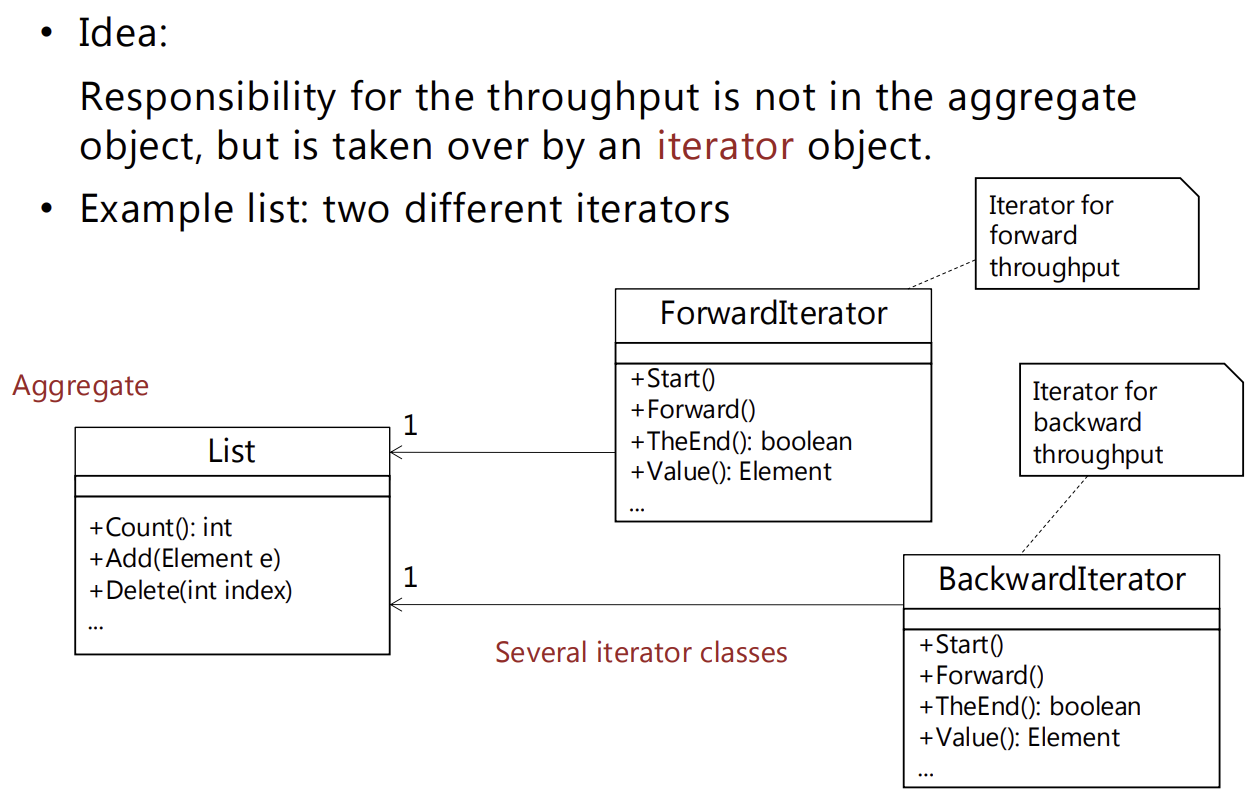 • Idea:
Responsibility for the throughput is not in the aggregate
object, but is taken over by an iterator object.
• Example list: two different iterators
Iterator for
forward
throughput
ForwardIterator
+Start()
+Forward()
+TheEnd(): boolean
+Value(): Element
...
Iterator for
backward
throughput
Aggregate
1
List
+Count(): int
+Add(Element e)
+Delete(int index)
...
1
Several iterator classes
BackwardIterator
+Start()
+Forward()
+TheEnd(): boolean
+Value(): Element
...